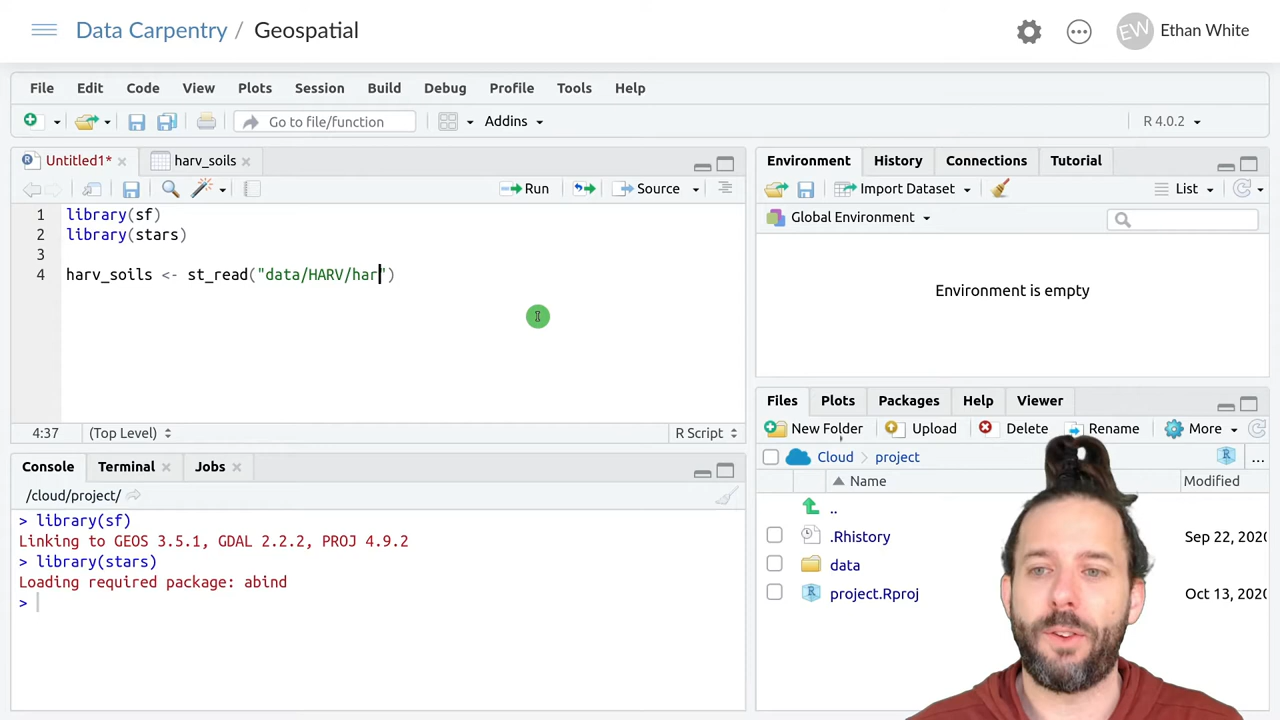 Data Carpentry / Geospatial
EW Ethan White
File Edit Code View Plots Session Build Debug Profile Tools Help
Go to file/function Addins R 4.0.2
Untitled1* harv_soils
Run Source
1 library(sf)
2 library(stars)
3
4 harv_soils <- st_read("data/HARV/har")
4:37 (Top Level) R Script
Console Terminal Jobs
/cloud/project/
> library(sf)
Linking to GEOS 3.5.1, GDAL 2.2.2, PROJ 4.9.2
> library(stars)
Loading required package: abind
>
Environment History Connections Tutorial
Import Dataset List
Global Environment
Environment is empty
Files Plots Packages Help Viewer
New Folder Upload Delete Rename More
Cloud project ...
Name Modified
..
.Rhistory Sep 22, 2020
data
project.Rproj Oct 13, 2020